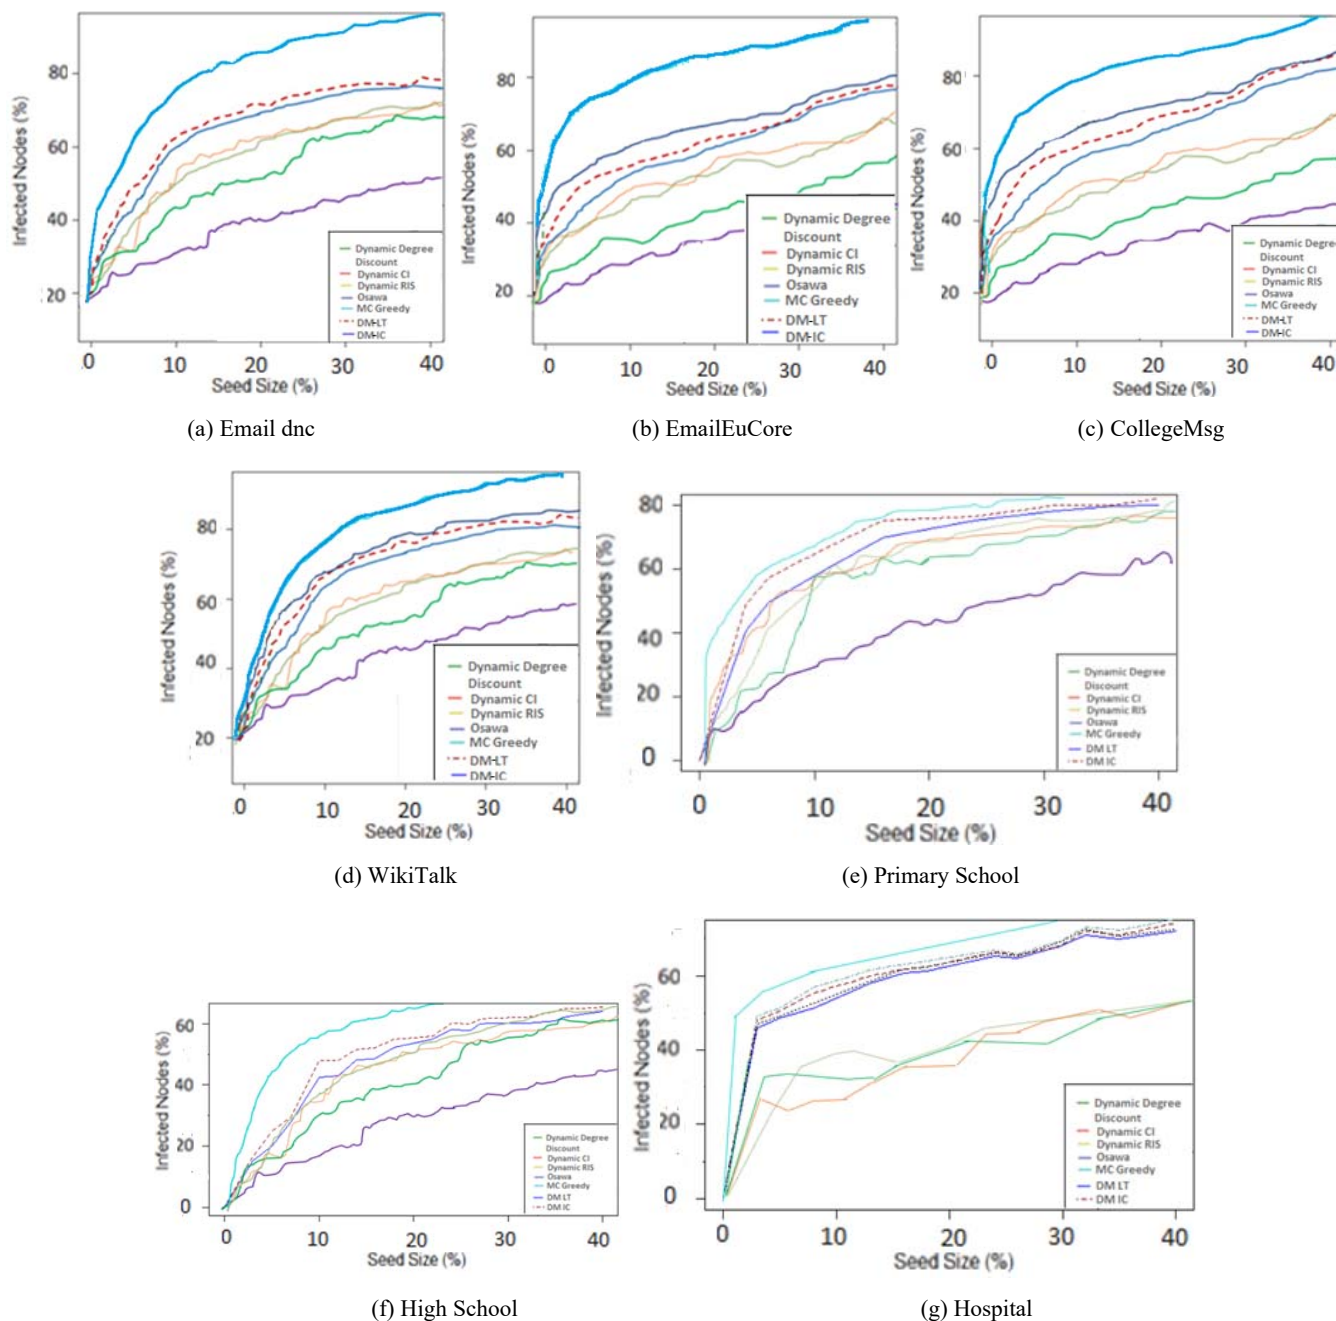 Infected Nodes (%)
80
60
40
20
0
10
20
30
40
Seed Size (%)
Dynamic Degree
Discount
Dynamic CI
Dynamic RIS
Osawa
MC Greedy
DM-LT
DM-IC
(a) Email dnc
Infected Nodes (%)
80
60
40
20
0
10
20
30
40
Seed Size (%)
Dynamic Degree
Discount
Dynamic CI
Dynamic RIS
Osawa
MC Greedy
DM-LT
DM-IC
(b) EmailEuCore
Infected Nodes (%)
80
60
40
20
0
10
20
30
40
Seed Size (%)
Dynamic Degree
Discount
Dynamic CI
Dynamic RIS
Osawa
MC Greedy
DM-LT
DM-IC
(c) CollegeMsg
Infected Nodes (%)
80
60
40
20
0
10
20
30
40
Seed Size (%)
Dynamic Degree
Discount
Dynamic CI
Dynamic RIS
Osawa
MC Greedy
DM-LT
DM-IC
(d) WikiTalk
Infected Nodes (%)
80
60
40
20
0
0
10
20
30
40
Seed Size (%)
Dynamic Degree
Discount
Dynamic CI
Dynamic RIS
Osawa
MC Greedy
DM LT
DM IC
(e) Primary School
Infected Nodes (%)
60
40
20
0
0
10
20
30
40
Seed Size (%)
Dynamic Degree
Discount
Dynamic CI
Dynamic RIS
Osawa
MC Greedy
DM LT
DM IC
(f) High School
Infected Nodes (%)
60
40
20
0
0
10
20
30
40
Seed Size (%)
Dynamic Degree
Discount
Dynamic CI
Dynamic RIS
Osawa
MC Greedy
DM LT
DM IC
(g) Hospital